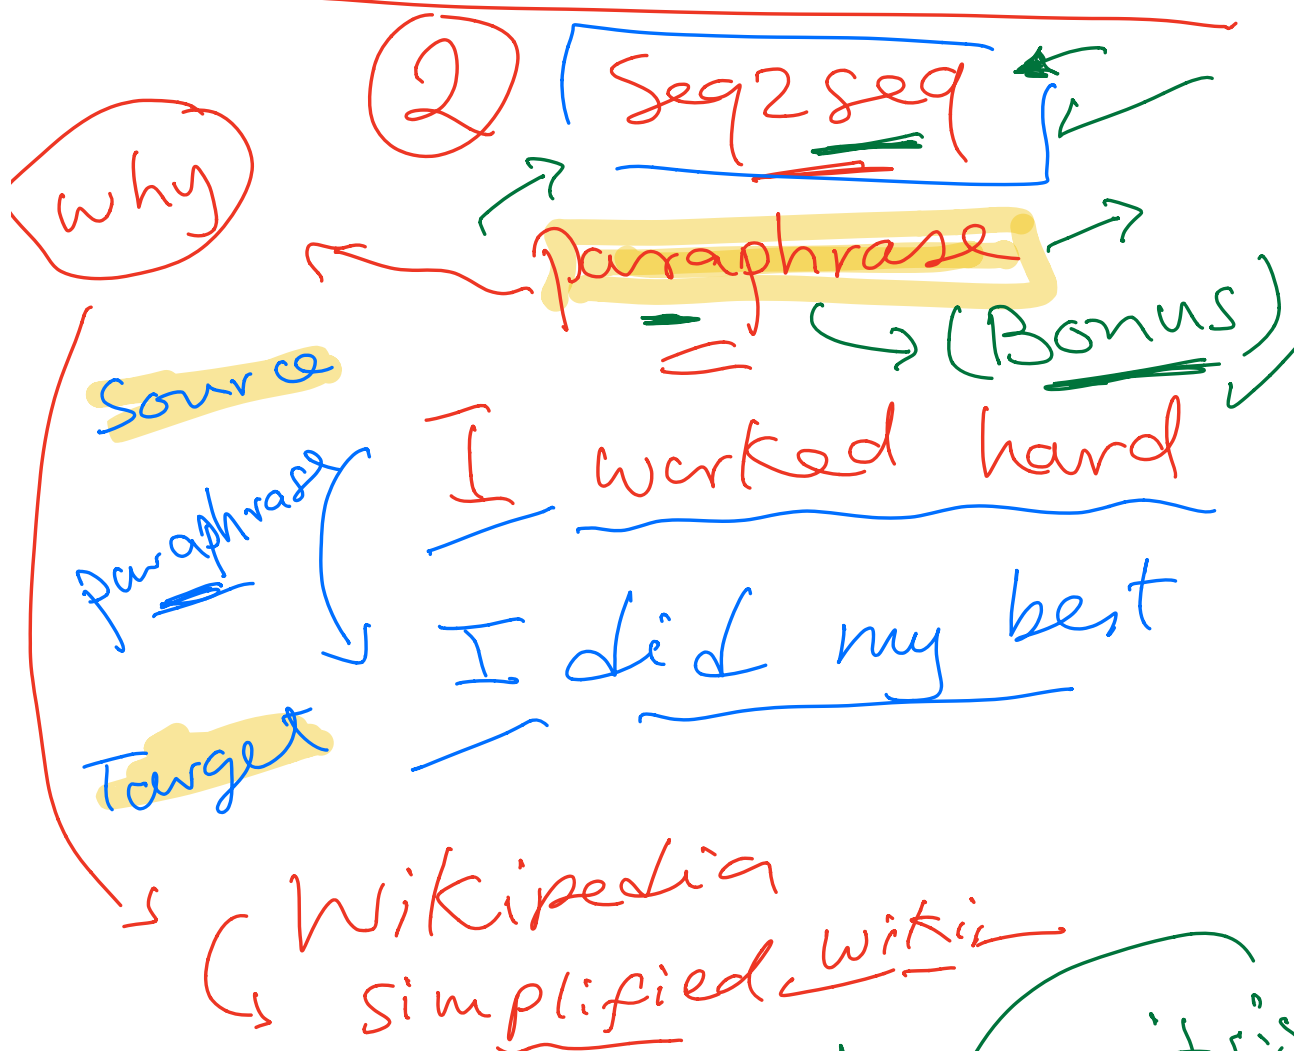 2 Seq2seq
why
paraphrase
(Bonus)
Source
I worked hard
paraphrase
I did my best
Target
Wikipedia
simplified wiki